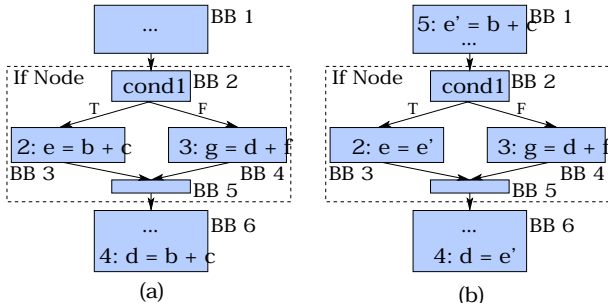 ...
BB 1
If Node
cond1
BB 2
T
F
2: e = b + c
3: g = d + f
BB 3
BB 4
BB 5
...
4: d = b + c
BB 6
(a)
5: e' = b + c
...
BB 1
If Node
cond1
BB 2
T
F
2: e = e'
3: g = d + f
BB 3
BB 4
BB 5
...
4: d = e'
BB 6
(b)